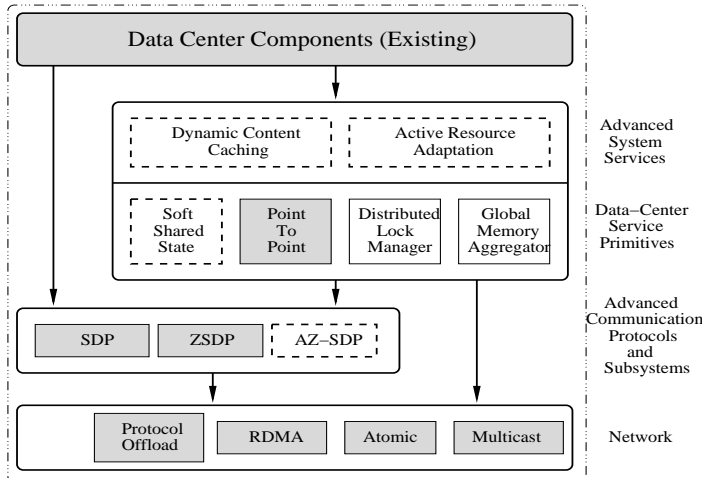 Data Center Components (Existing)
Dynamic Content
Caching
Active Resource
Adaptation
Advanced
System
Services
Soft
Shared
State
Point
To
Point
Distributed
Lock
Manager
Global
Memory
Aggregator
Data–Center
Service
Primitives
SDP
ZSDP
AZ–SDP
Advanced
Communication
Protocols
and
Subsystems
Protocol
Offload
RDMA
Atomic
Multicast
Network